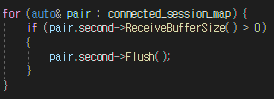 for (auto& pair : connected_session_map) {
    if (pair.second->ReceiveBufferSize() > 0)
    {
        pair.second->Flush();
    }
}